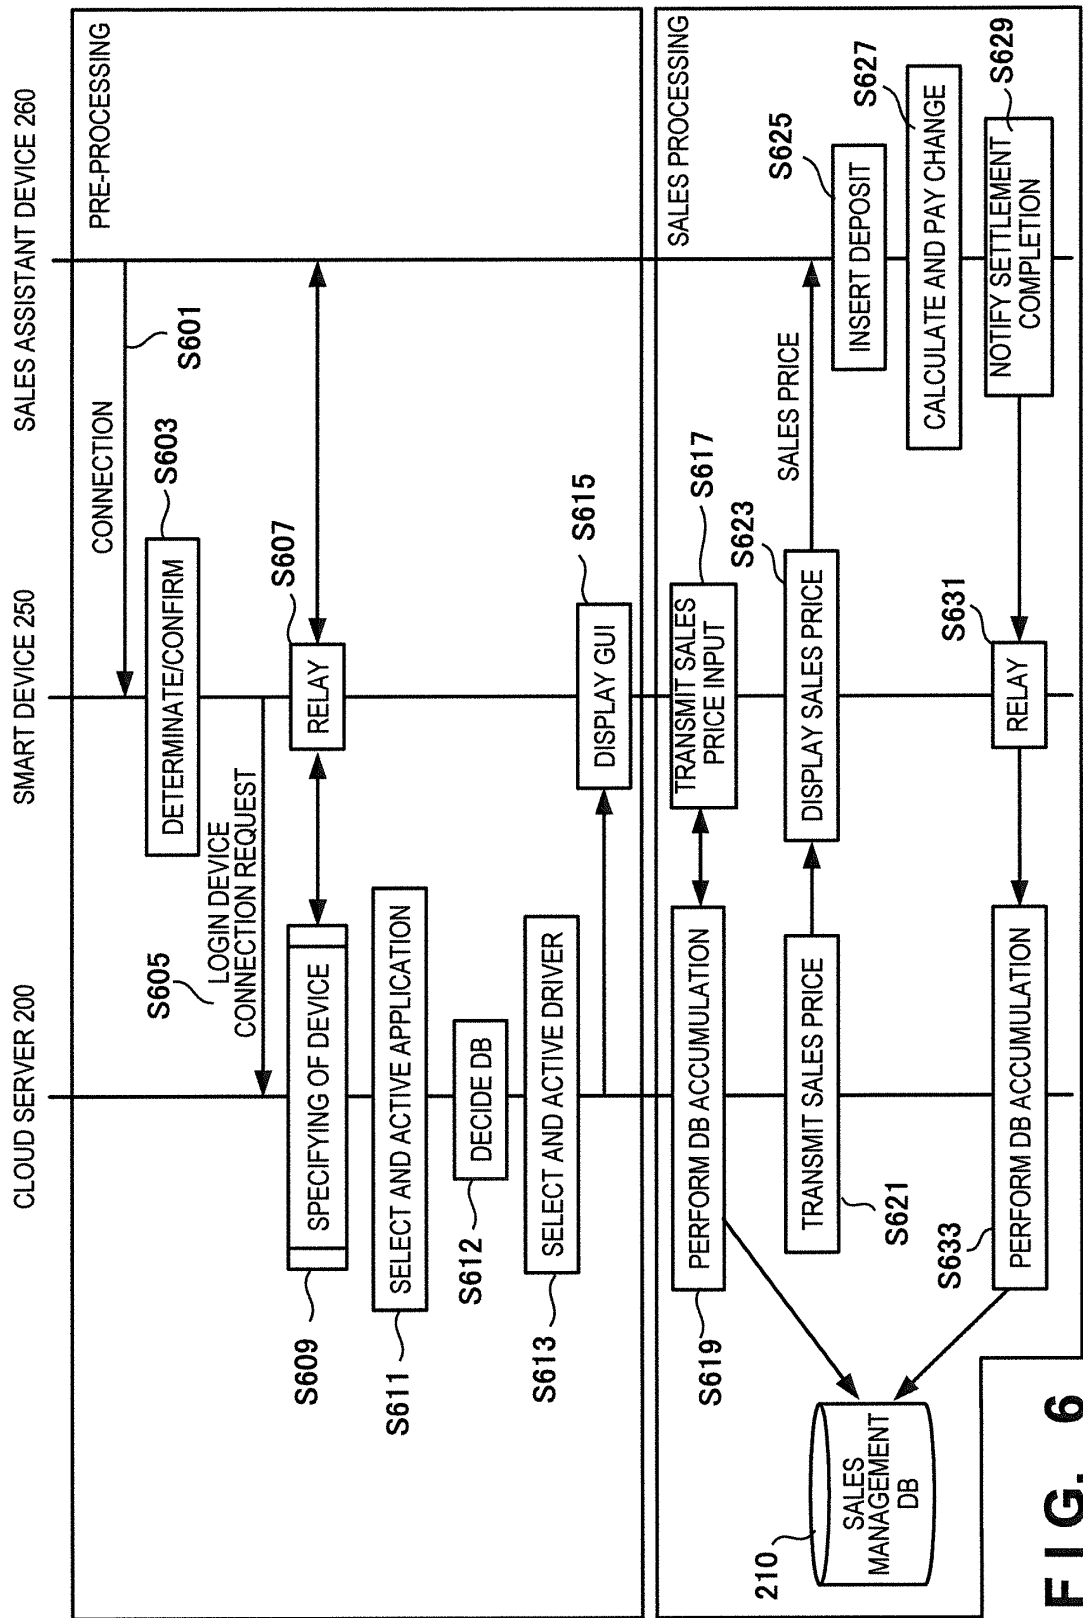 CLOUD SERVER 200
SMART DEVICE 250
SALES ASSISTANT DEVICE 260
PRE-PROCESSING
CONNECTION
S601
DETERMINATE/CONFIRM
S603
S605
LOGIN DEVICE
CONNECTION REQUEST
SPECIFYING OF DEVICE
S609
RELAY
S607
SELECT AND ACTIVE APPLICATION
S611
DECIDE DB
S612
SELECT AND ACTIVE DRIVER
S613
DISPLAY GUI
S615
SALES PROCESSING
PERFORM DB ACCUMULATION
S619
TRANSMIT SALES
PRICE INPUT
S617
TRANSMIT SALES PRICE
S621
DISPLAY SALES PRICE
S623
SALES PRICE
INSERT DEPOSIT
S625
CALCULATE AND PAY CHANGE
S627
NOTIFY SETTLEMENT
COMPLETION
S629
RELAY
S631
PERFORM DB ACCUMULATION
S633
210
SALES
MANAGEMENT
DB
FIG. 6